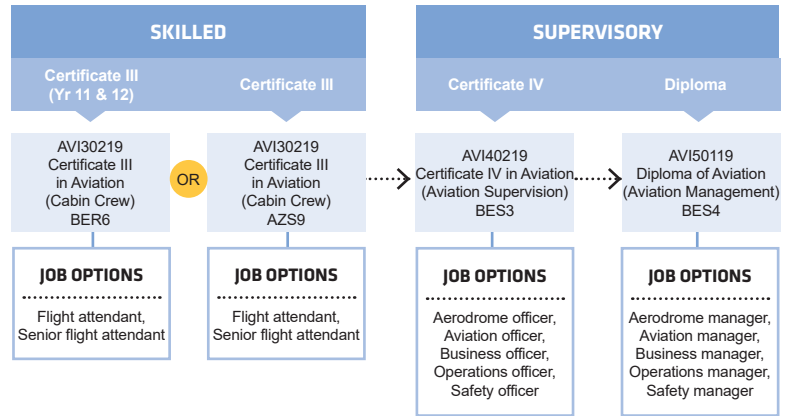 SKILLED
SUPERVISORY
Certificate III
(Yr 11 & 12)
Certificate III
Certificate IV
Diploma
AVI30219
Certificate III
in Aviation
(Cabin Crew)
BER6
OR
AVI30219
Certificate III
in Aviation
(Cabin Crew)
AZS9
AVI40219
Certificate IV in Aviation
(Aviation Supervision)
BES3
AVI50119
Diploma of Aviation
(Aviation Management)
BES4
JOB OPTIONS
Flight attendant,
Senior flight attendant
JOB OPTIONS
Flight attendant,
Senior flight attendant
JOB OPTIONS
Aerodrome officer,
Aviation officer,
Business officer,
Operations officer,
Safety officer
JOB OPTIONS
Aerodrome manager,
Aviation manager,
Business manager,
Operations manager,
Safety manager